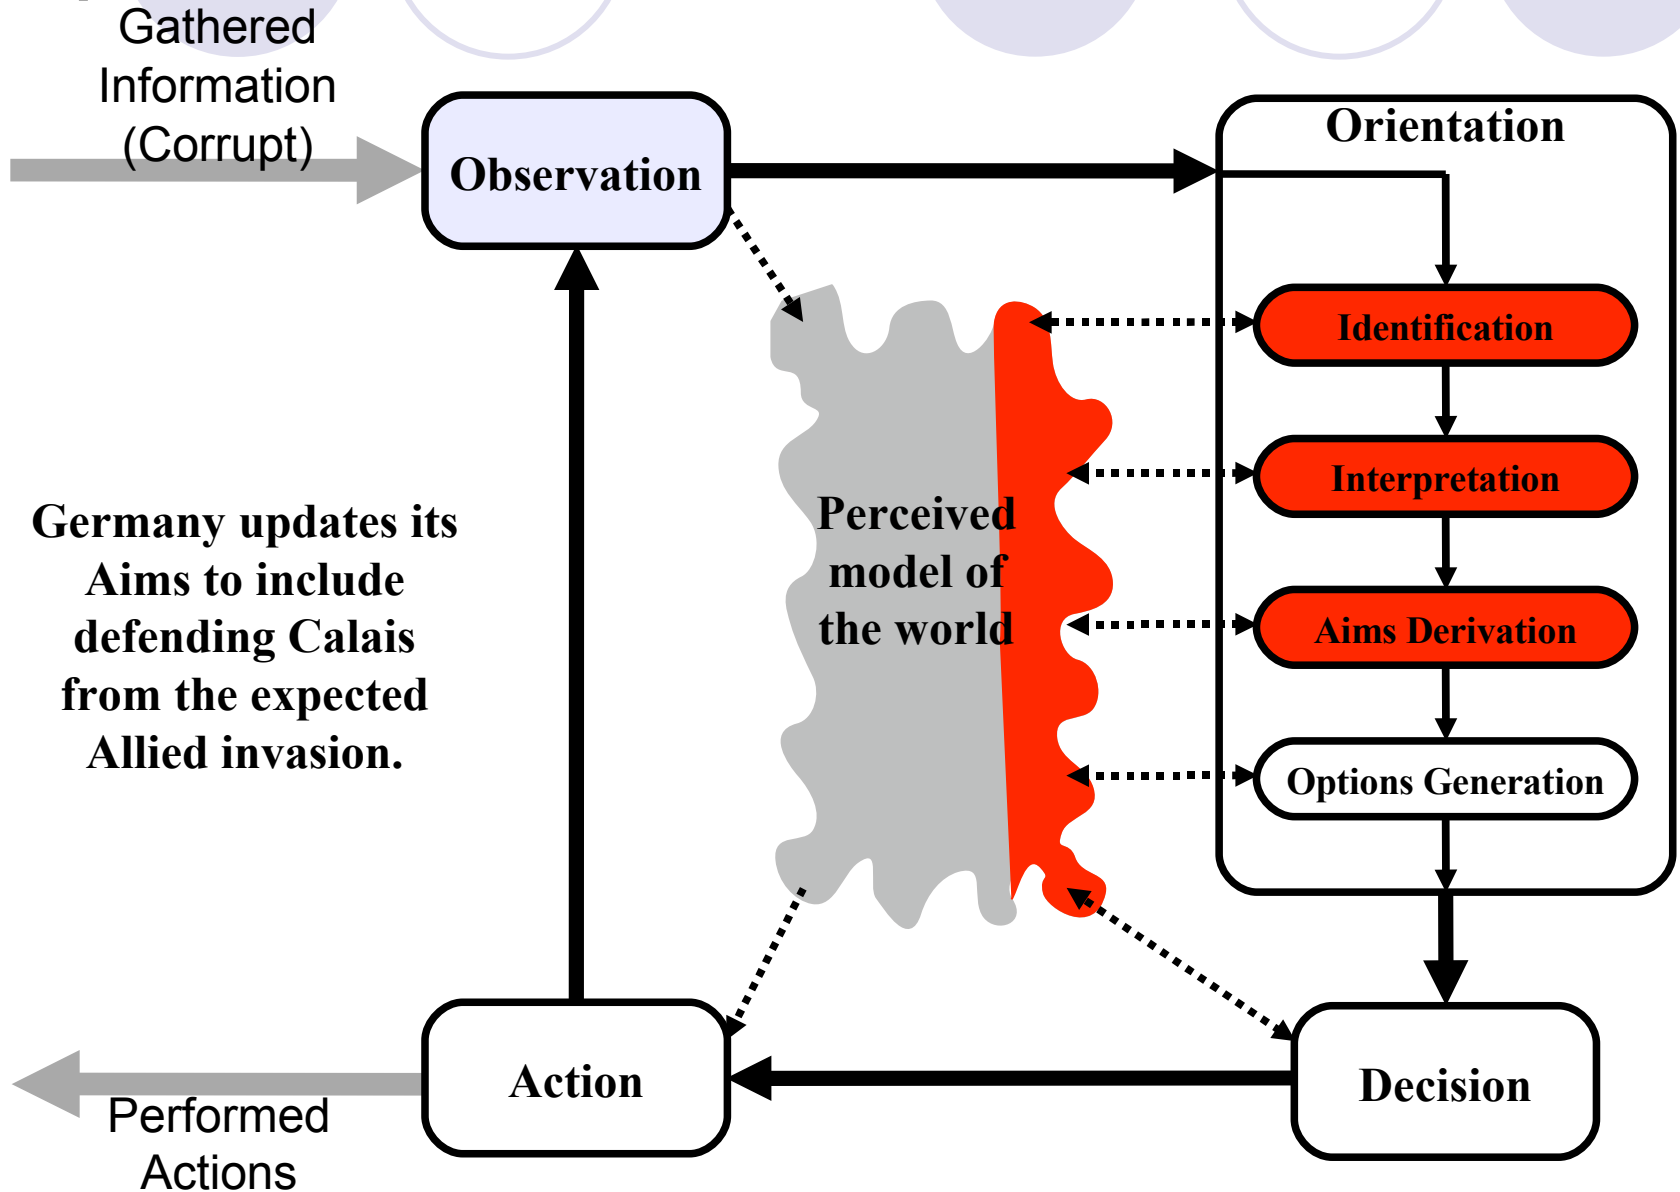 Gathered
Information
(Corrupt)
Observation
Orientation
Identification
Interpretation
Aims Derivation
Options Generation
Perceived
model of
the world
Germany updates its
Aims to include
defending Calais
from the expected
Allied invasion.
Action
Decision
Performed
Actions